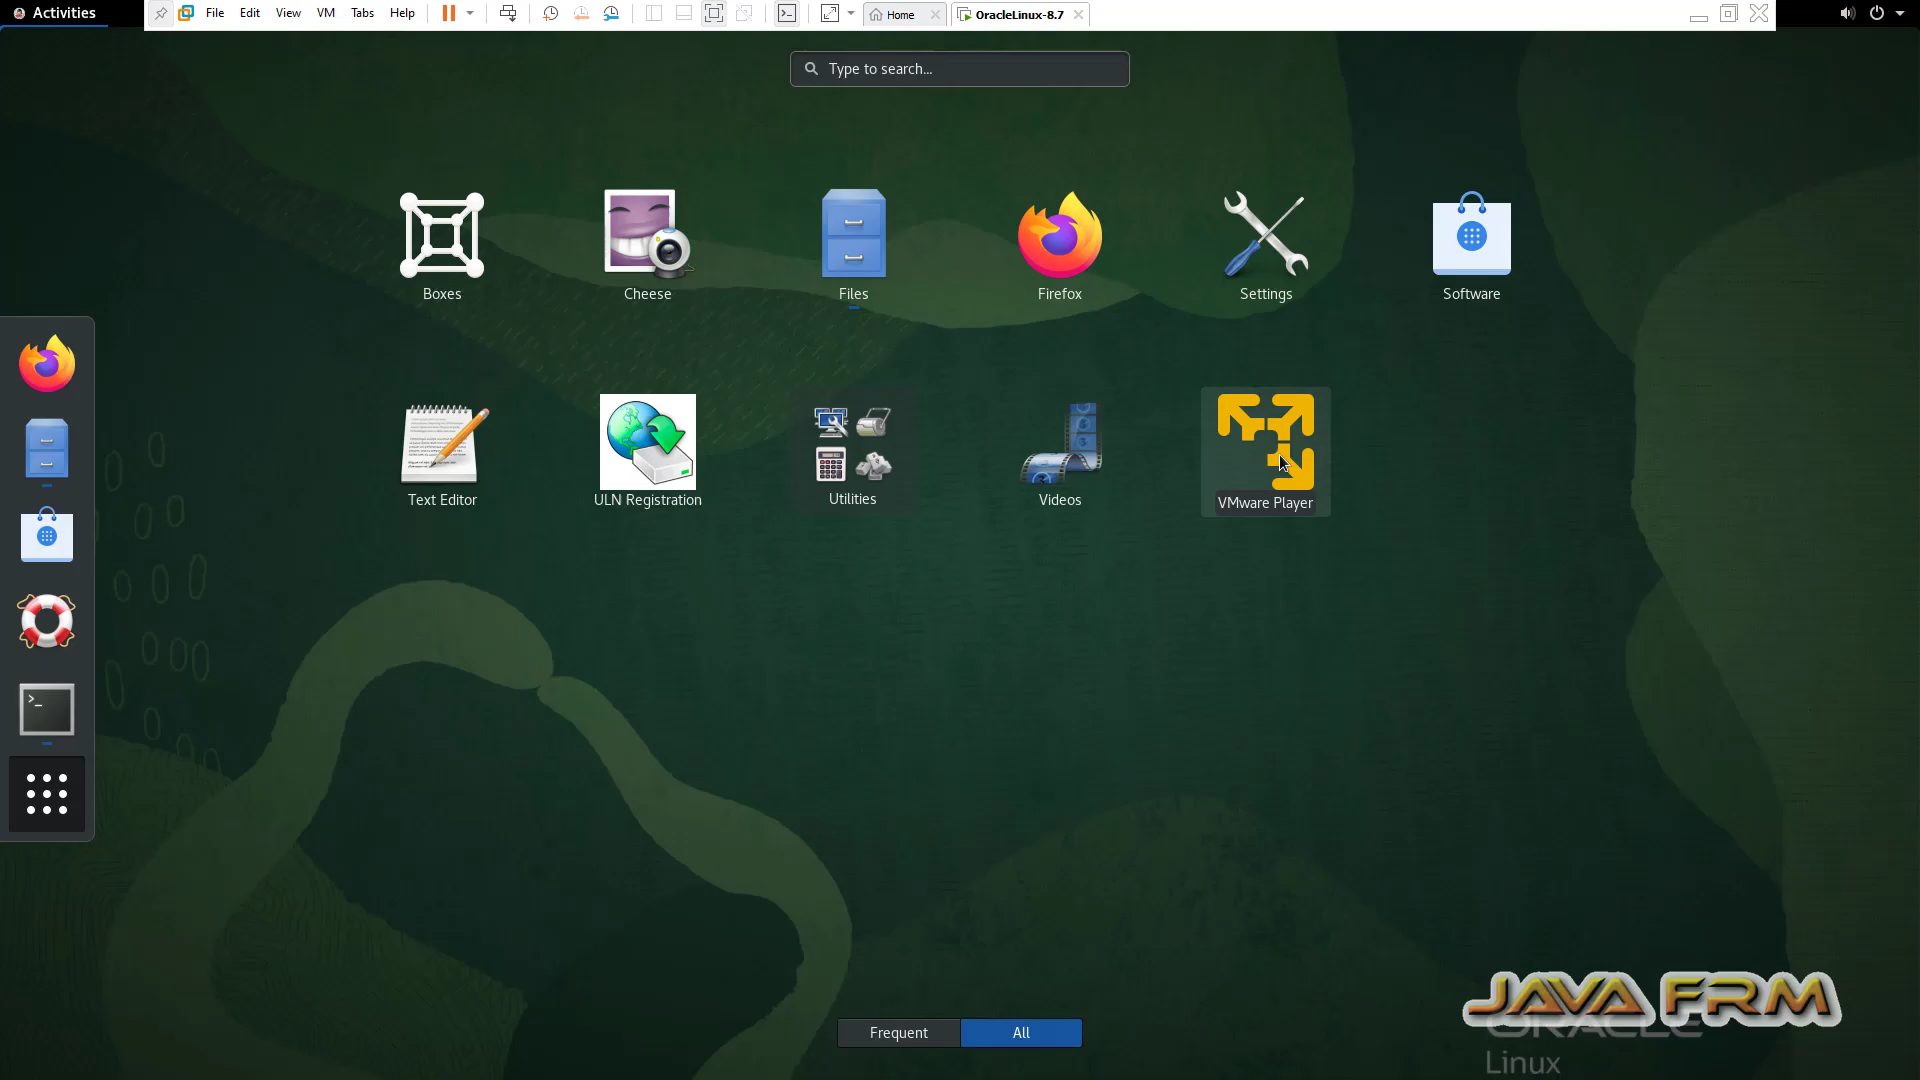 Activities
File Edit View VM Tabs Help Home OracleLinux-8.7
Type to search...
Boxes Cheese Files Firefox Settings Software
Text Editor ULN Registration Utilities Videos VMware Player
Frequent All
JAVA FRM
ORACLE
Linux